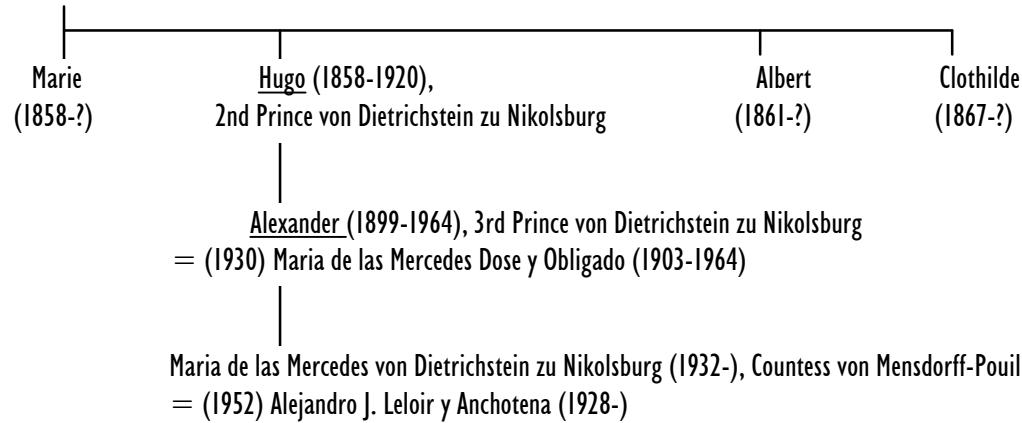 Marie
(1858-?)
Hugo (1858-1920),
2nd Prince von Dietrichstein zu Nikolsburg
Albert
(1861-?)
Clothilde
(1867-?)
Alexander (1899-1964), 3rd Prince von Dietrichstein zu Nikolsburg
= (1930) Maria de las Mercedes Dose y Obligado (1903-1964)
Maria de las Mercedes von Dietrichstein zu Nikolsburg (1932-), Countess von Mensdorff-Pouil
= (1952) Alejandro J. Leloir y Anchotena (1928-)